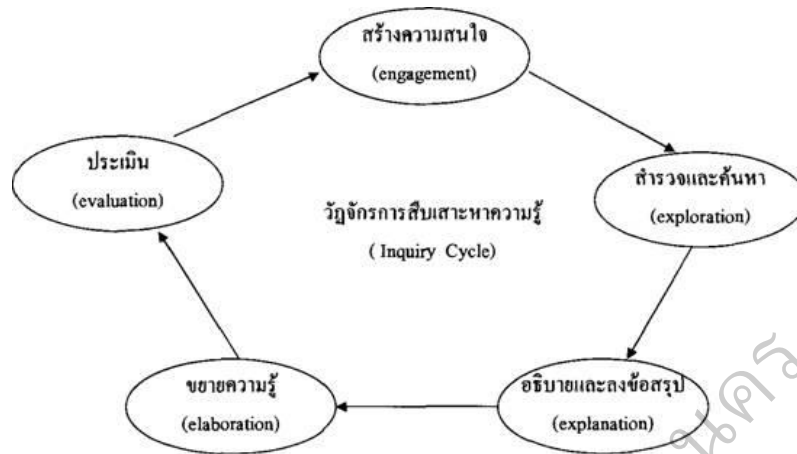 สร้างความสนใจ
(engagement)
สำรวจและค้นหา
(exploration)
อธิบายและลงข้อสรุป
(explanation)
ขยายความรู้
(elaboration)
ประเมิน
(evaluation)
วัฏจักรการสืบเสาะหาความรู้
( Inquiry Cycle)
นคร